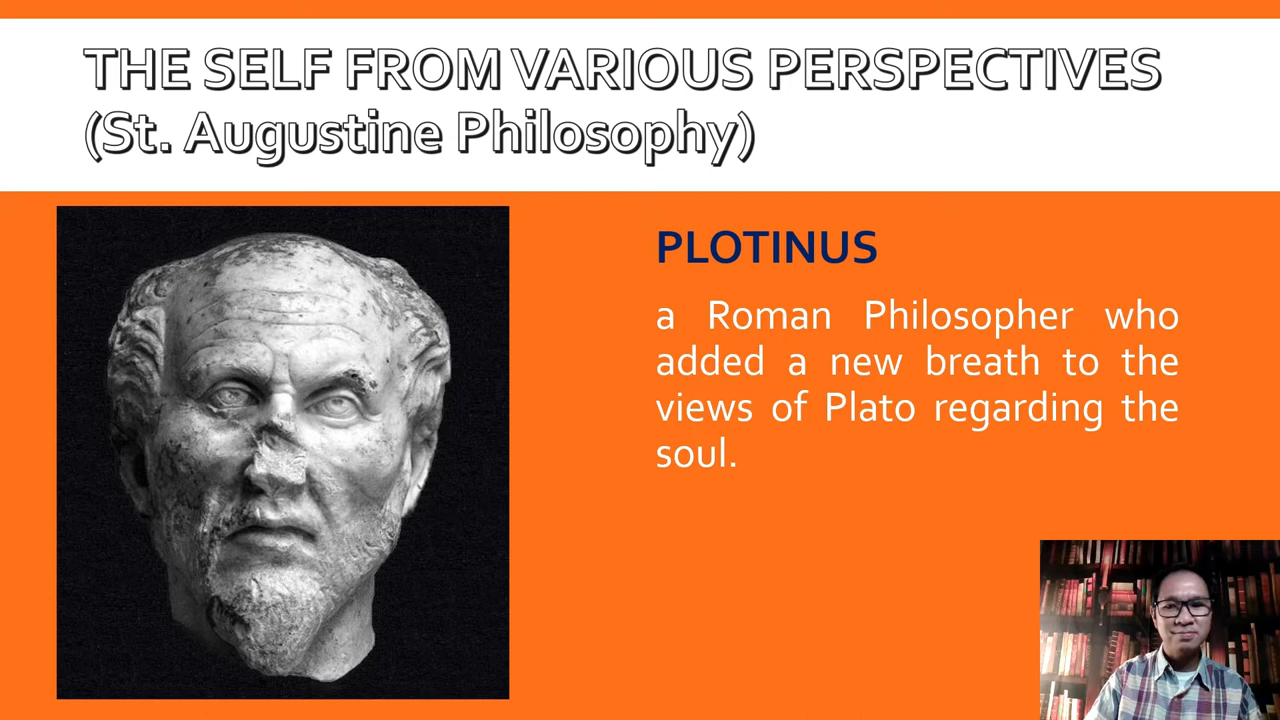 THE SELF FROM VARIOUS PERSPECTIVES
(St. Augustine Philosophy)
PLOTINUS
a Roman Philosopher who
added a new breath to the
views of Plato regarding the
soul.